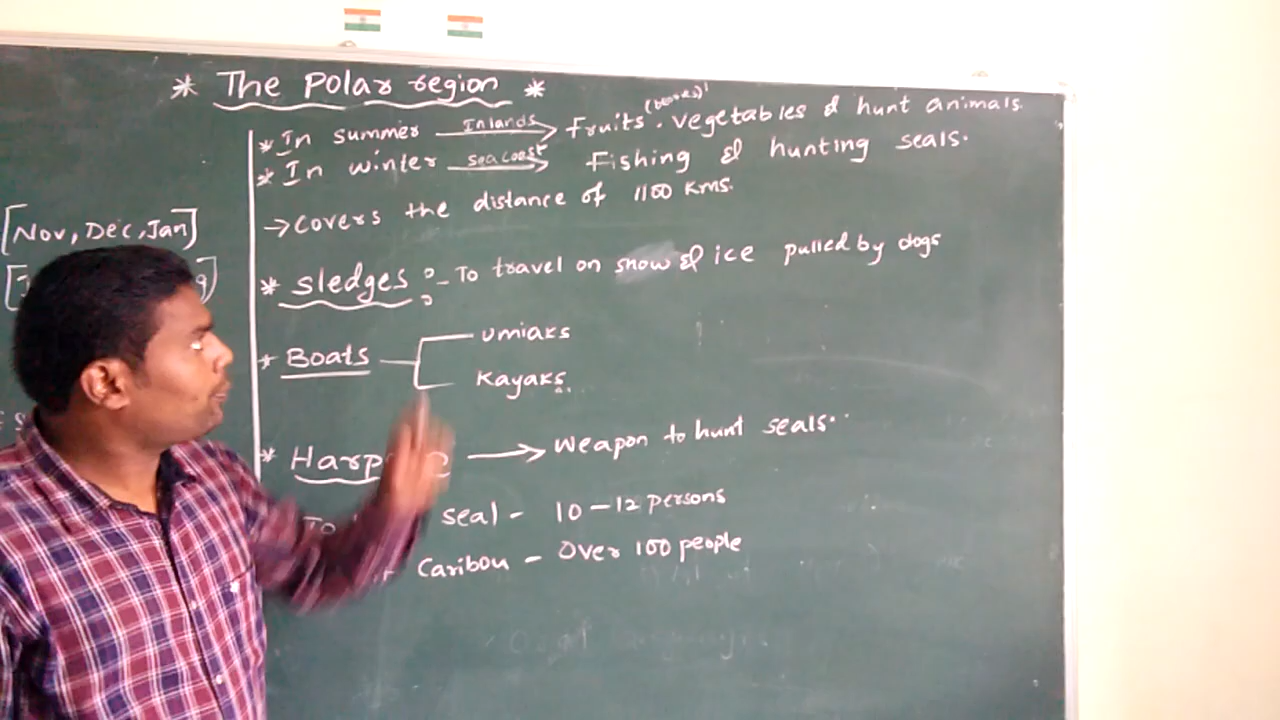 * The Polar region *
* In summer Inlands → Fruits, (berries) vegetables & hunt animals.
* In winter sea coast → Fishing & hunting seals.
→ Covers the distance of 1100 Kms.
[Nov, Dec, Jan]
* Sledges :- To travel on snow & ice pulled by dogs
* Boats
Umiaks
Kayaks.
* → Weapon to hunt seals.
To seal - 10-12 persons
Caribou - Over 100 people